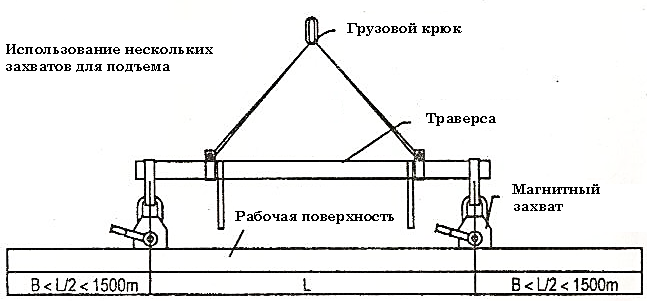 Использование нескольких
захватов для подъема
Грузовой крюк
Траверса
Магнитный
захват
Рабочая поверхность
B < L/2 < 1500m
L
B < L/2 < 1500m